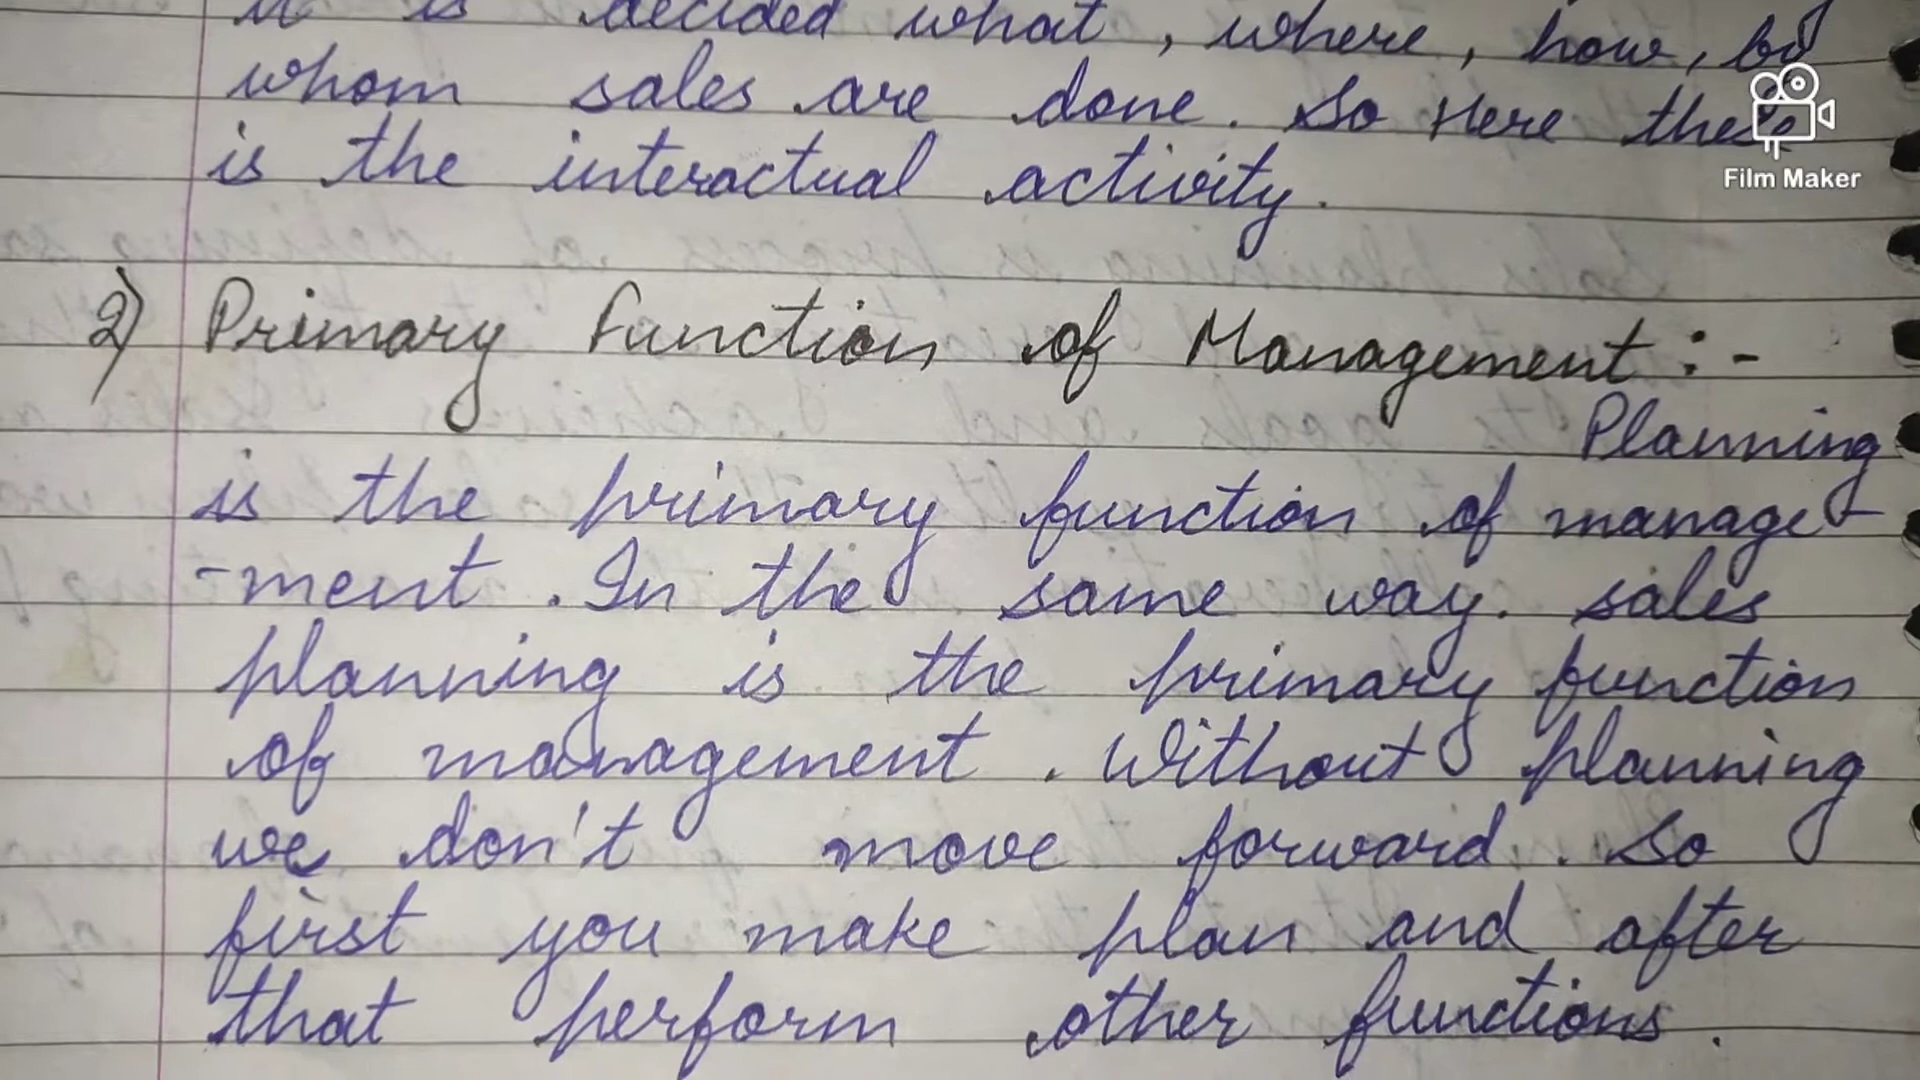 it is decided what, where, how, by
whom sales are done. So Here these
is the interactual activity.
2) Primary Function of Management :-
Planning
is the primary function of manage-
-ment. In the same way. sales
planning is the primary function
of management. Without planning
we don't move forward. So
first you make plan and after
that perform other functions.
Film Maker